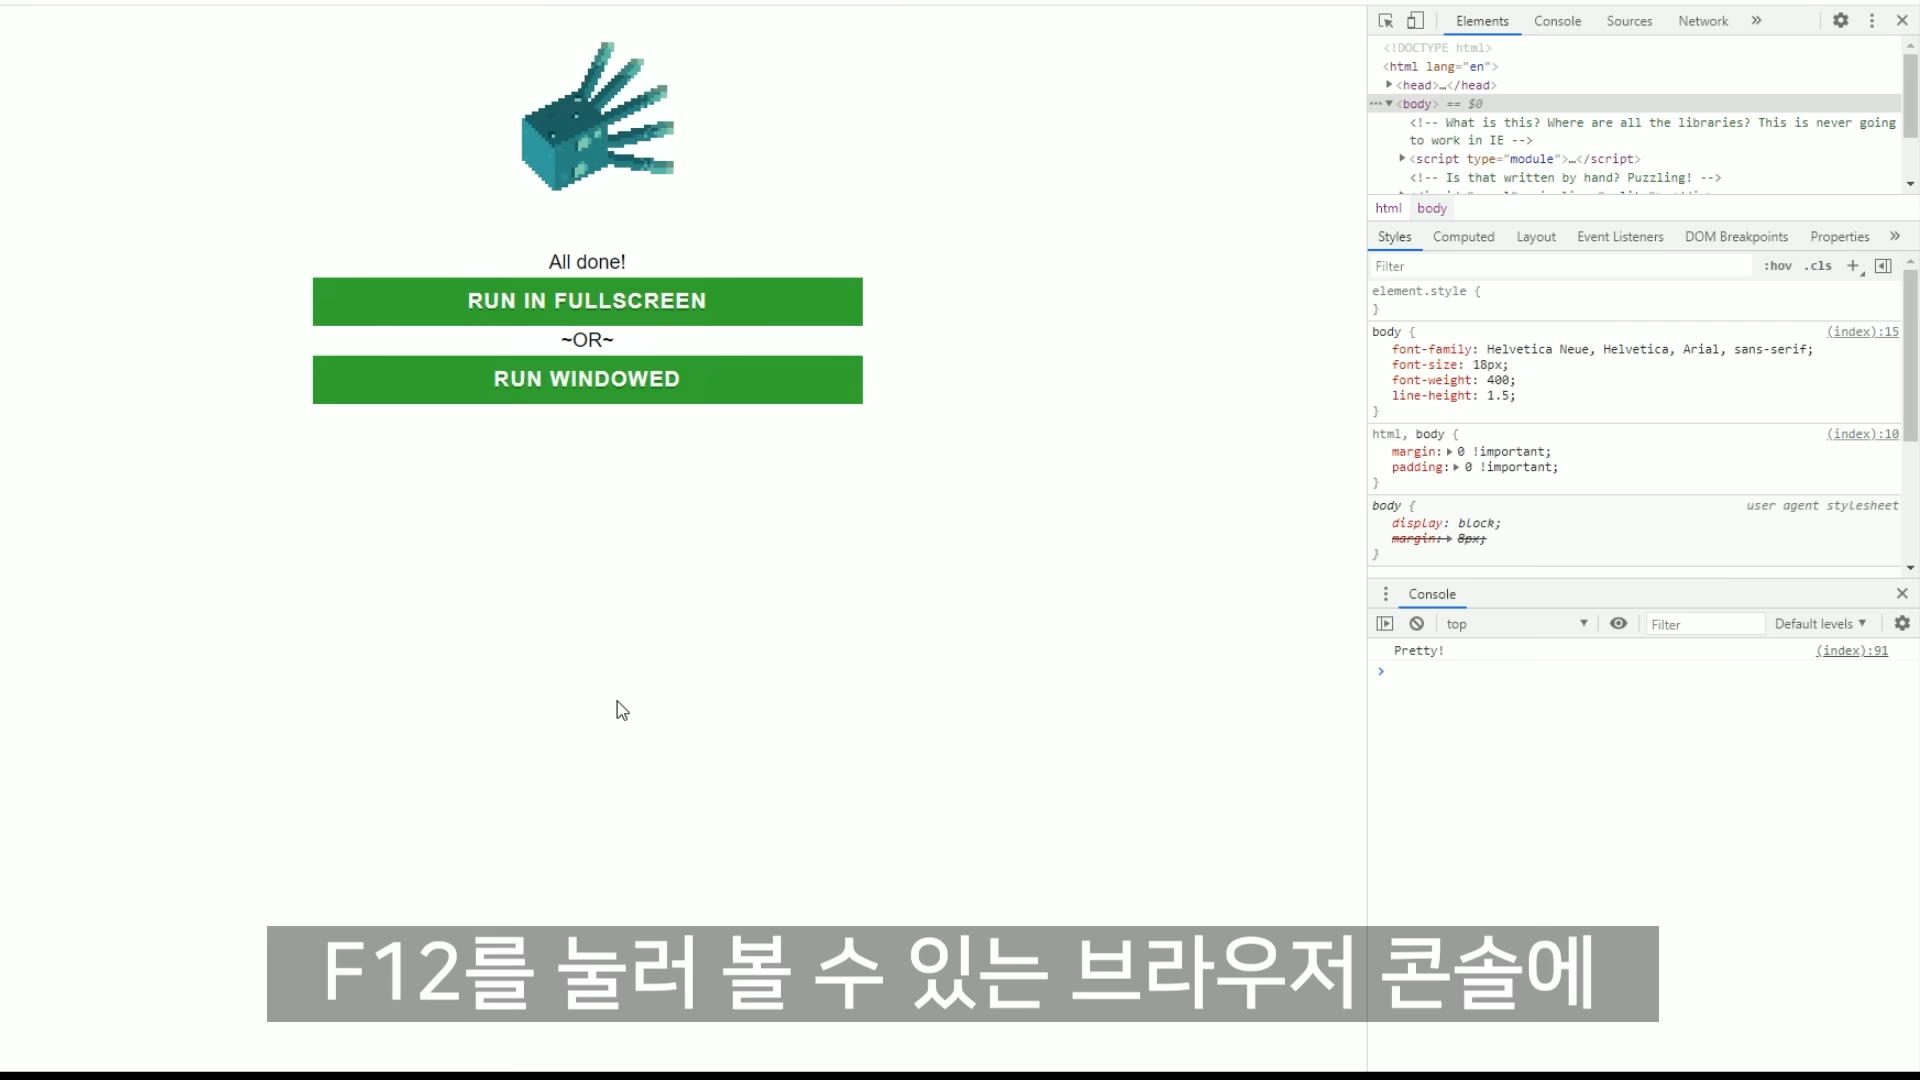 All done!
RUN IN FULLSCREEN
~OR~
RUN WINDOWED
Elements Console Sources Network »
<!DOCTYPE html>
<html lang="en">
<head>…</head>
<body> == $0
<!-- What is this? Where are all the libraries? This is never going
to work in IE -->
<script type="module">…</script>
<!-- Is that written by hand? Puzzling! -->
html body
Styles Computed Layout Event Listeners DOM Breakpoints Properties »
Filter :hov .cls +
element.style {
}
body { (index):15
font-family: Helvetica Neue, Helvetica, Arial, sans-serif;
font-size: 18px;
font-weight: 400;
line-height: 1.5;
}
html, body { (index):10
margin: 0 !important;
padding: 0 !important;
}
body { user agent stylesheet
display: block;
margin: 8px;
}
Console
top Filter Default levels
Pretty! (index):91
F12를 눌러 볼 수 있는 브라우저 콘솔에